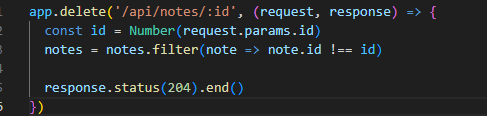 app.delete('/api/notes/:id', (request, response) => {
const id = Number(request.params.id)
notes = notes.filter(note => note.id !== id)
response.status(204).end()
})